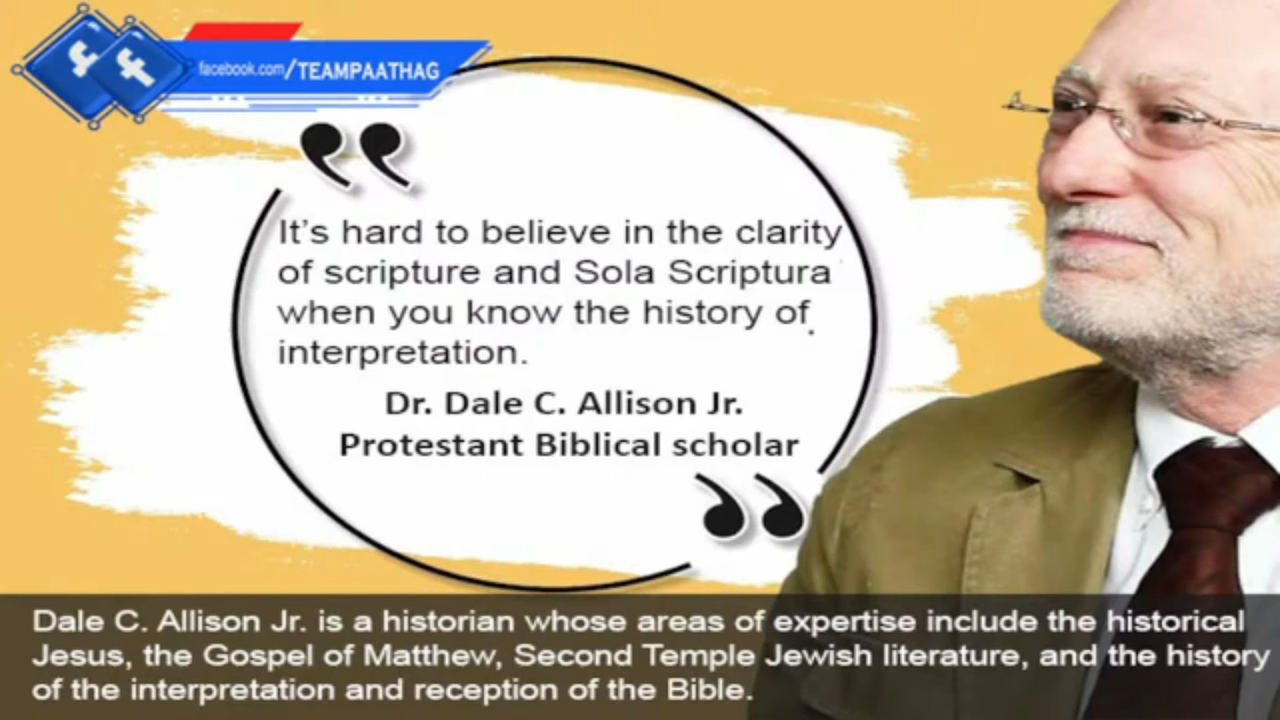 facebook.com/TEAMPAATHAG
It's hard to believe in the clarity
of scripture and Sola Scriptura
when you know the history of
interpretation.
Dr. Dale C. Allison Jr.
Protestant Biblical scholar
Dale C. Allison Jr. is a historian whose areas of expertise include the historical
Jesus, the Gospel of Matthew, Second Temple Jewish literature, and the history
of the interpretation and reception of the Bible.